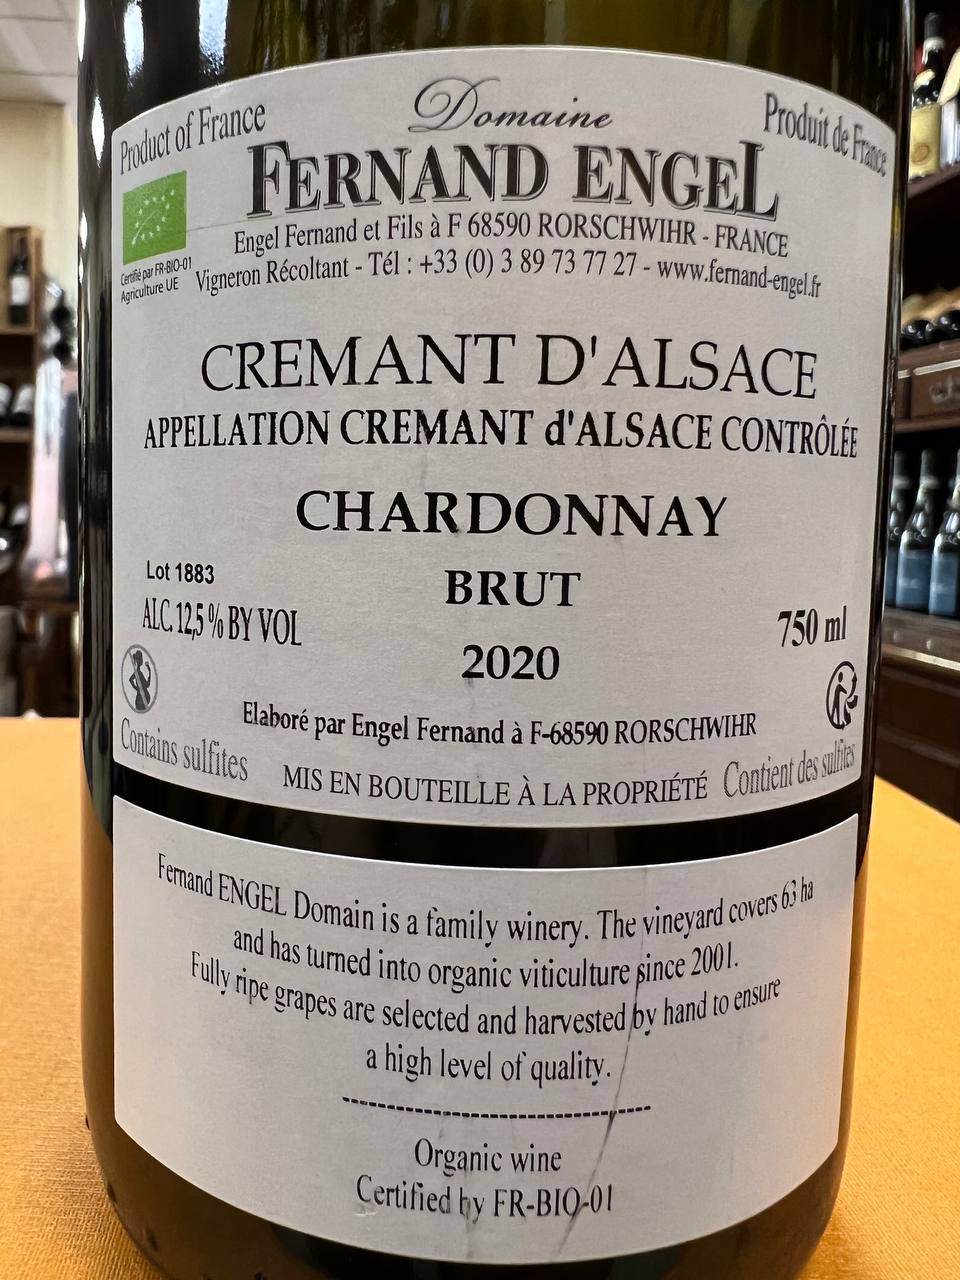 Product of France
Produit de France
Domaine
FERNAND ENGEL
Engel Fernand et Fils à F 68590 RORSCHWIHR - FRANCE
Certifié par FR-BIO-01
Agriculture UE
Vigneron Récoltant - Tél : +33 (0) 3 89 73 77 27 - www.fernand-engel.fr
CREMANT D'ALSACE
APPELLATION CREMANT d'ALSACE CONTRÔLÉE
CHARDONNAY
Lot 1883
BRUT
ALC. 12,5 % BY VOL
750 ml
2020
Elaboré par Engel Fernand à F-68590 RORSCHWIHR
Contains sulfites
MIS EN BOUTEILLE À LA PROPRIÉTÉ
Contient des sulfites
Fernand ENGEL Domain is a family winery. The vineyard covers 63 ha
and has turned into organic viticulture since 2001.
Fully ripe grapes are selected and harvested by hand to ensure
a high level of quality.
Organic wine
Certified by FR-BIO-01